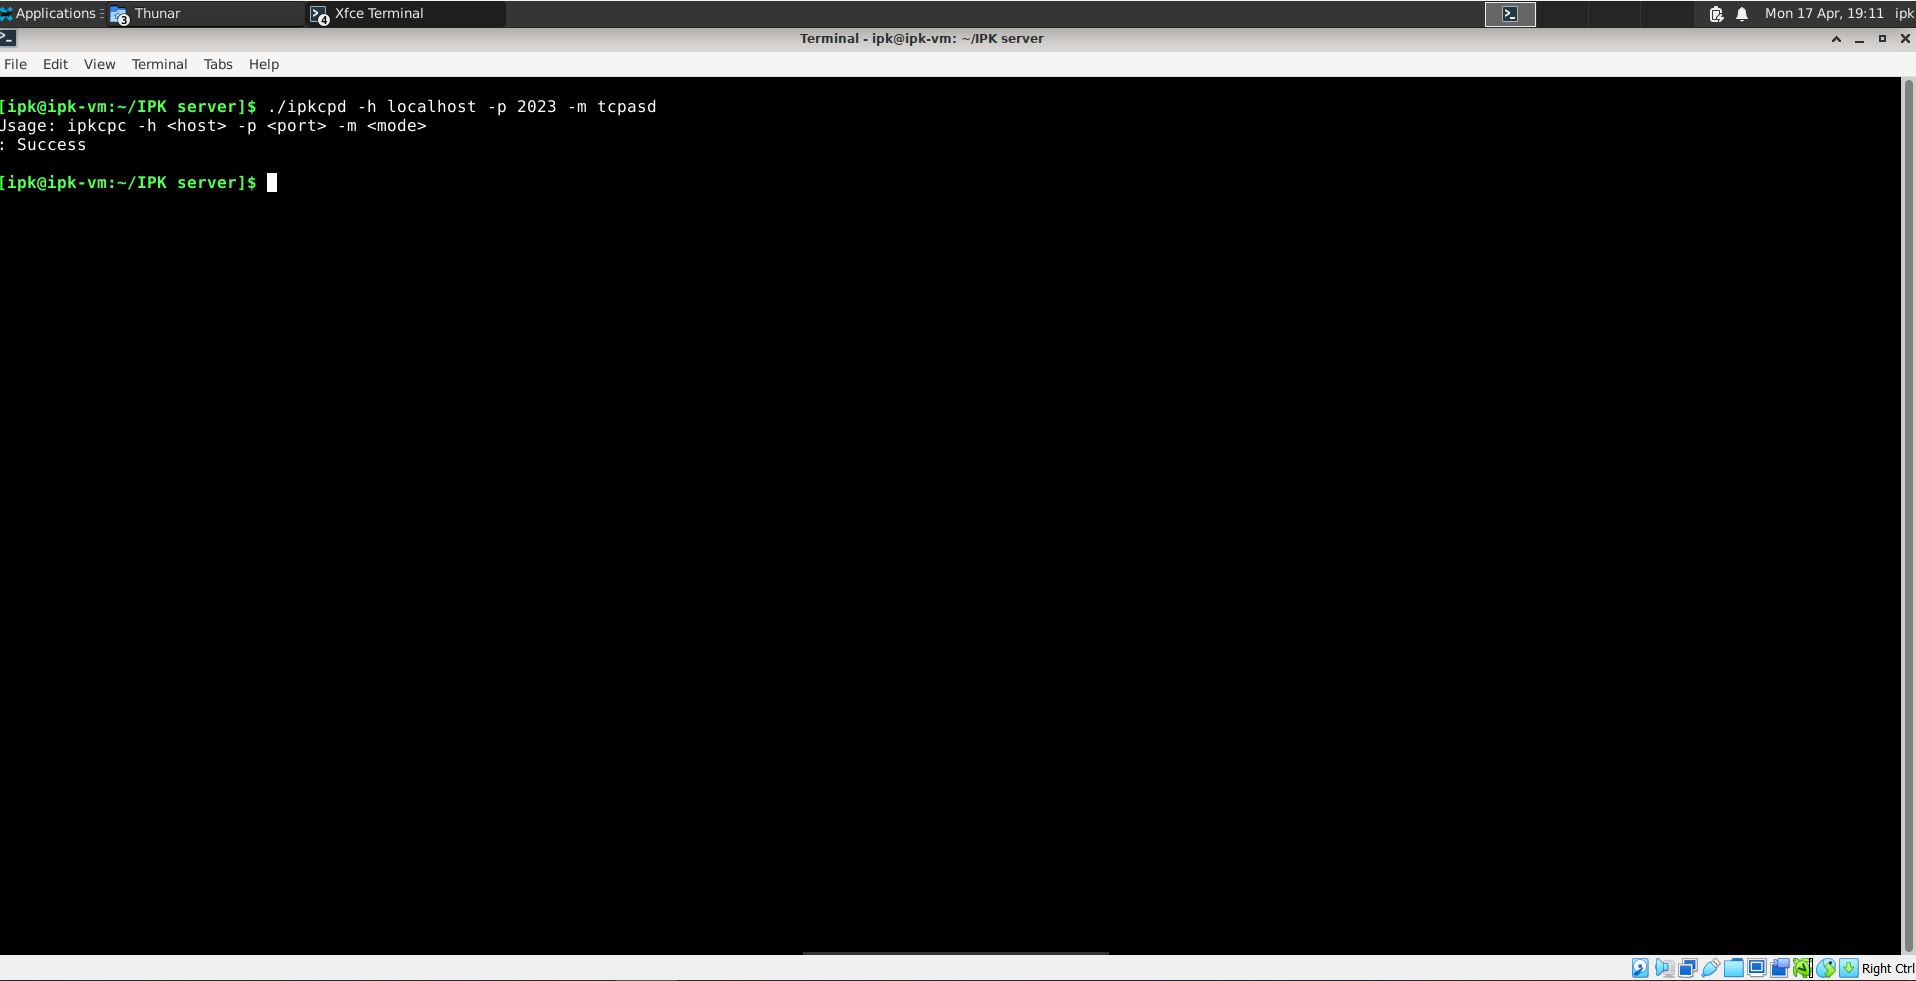 Applications
3
Thunar
4
Xfce Terminal
Mon 17 Apr, 19:11
ipk
Terminal - ipk@ipk-vm: ~/IPK server
File Edit View Terminal Tabs Help
[ipk@ipk-vm:~/IPK server]$ ./ipkcpd -h localhost -p 2023 -m tcpasd
Usage: ipkcpc -h <host> -p <port> -m <mode>
: Success
[ipk@ipk-vm:~/IPK server]$
Right Ctrl